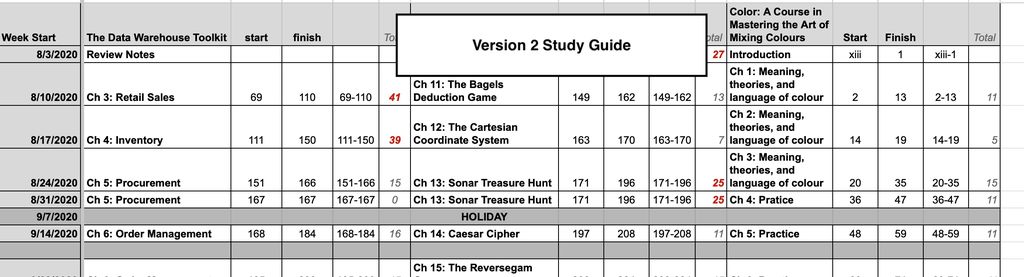 Week Start The Data Warehouse Toolkit start finish Color: A Course in Mastering the Art of Mixing Colours Start Finish Total
Version 2 Study Guide
8/3/2020 Review Notes 27 Introduction xiii 1 xiii-1
8/10/2020 Ch 3: Retail Sales 69 110 69-110 41 Ch 11: The Bagels Deduction Game 149 162 149-162 13 Ch 1: Meaning, theories, and language of colour 2 13 2-13 11
8/17/2020 Ch 4: Inventory 111 150 111-150 39 Ch 12: The Cartesian Coordinate System 163 170 163-170 7 Ch 2: Meaning, theories, and language of colour 14 19 14-19 5
8/24/2020 Ch 5: Procurement 151 166 151-166 15 Ch 13: Sonar Treasure Hunt 171 196 171-196 25 Ch 3: Meaning, theories, and language of colour 20 35 20-35 15
8/31/2020 Ch 5: Procurement 167 167 167-167 0 Ch 13: Sonar Treasure Hunt 171 196 171-196 25 Ch 4: Pratice 36 47 36-47 11
9/7/2020 HOLIDAY
9/14/2020 Ch 6: Order Management 168 184 168-184 16 Ch 14: Caesar Cipher 197 208 197-208 11 Ch 5: Practice 48 59 48-59 11
Ch 15: The Reversegam